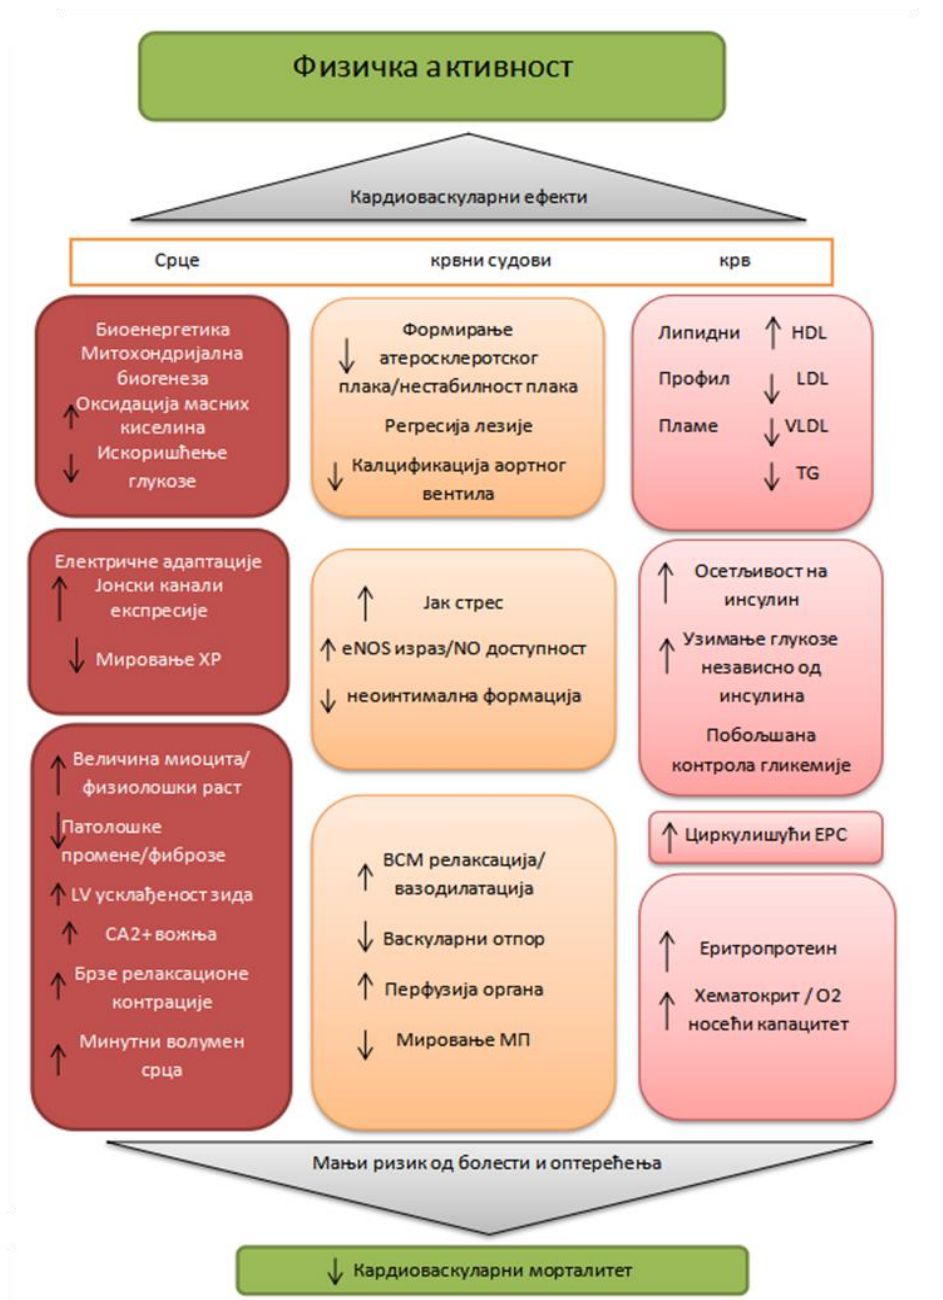 Физичка активност
Кардиоваскуларни ефекти
Срце крвни судови крв
Биоенергетика
Митохондријална
биогенеза
↑ Оксидација масних
киселина
↓ Искоришћење
глукозе
Електричне адаптације
↑ Јонски канали
експресије
↓ Мировање ХР
↑ Величина миоцита/
физиолошки раст
↓ Патолошке
промене/фиброзе
↑ LV усклађеност зида
↑ СА2+ вожња
↑ Брзе релаксационе
контрације
↑ Минутни волумен
срца
Формирање
↓ атеросклеротског
плака/нестабилност плака
Регресија лезије
↓ Калцификација аортног
вентила
↑ Јак стрес
↑ eNOS израз/NO доступност
↓ неоинтимална формација
↑ ВСМ релаксација/
вазодилатација
↓ Васкуларни отпор
↑ Перфузија органа
↓ Мировање МП
Липидни ↑ HDL
Профил ↓ LDL
Пламе ↓ VLDL
↓ TG
↑ Осетљивост на
инсулин
↑ Узимање глукозе
независно од
инсулина
Побољшана
контрола гликемије
↑ Циркулишући EPC
↑ Еритропротеин
↑ Хематокрит / О2
носећи капацитет
Мањи ризик од болести и оптерећења
↓ Кардиоваскуларни морталитет